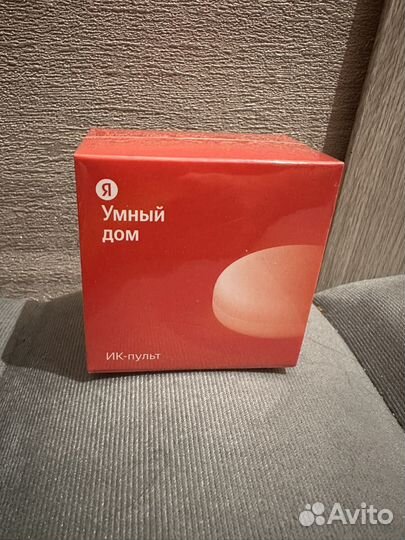 Я
Умный
дом
ИК-пульт
Avito